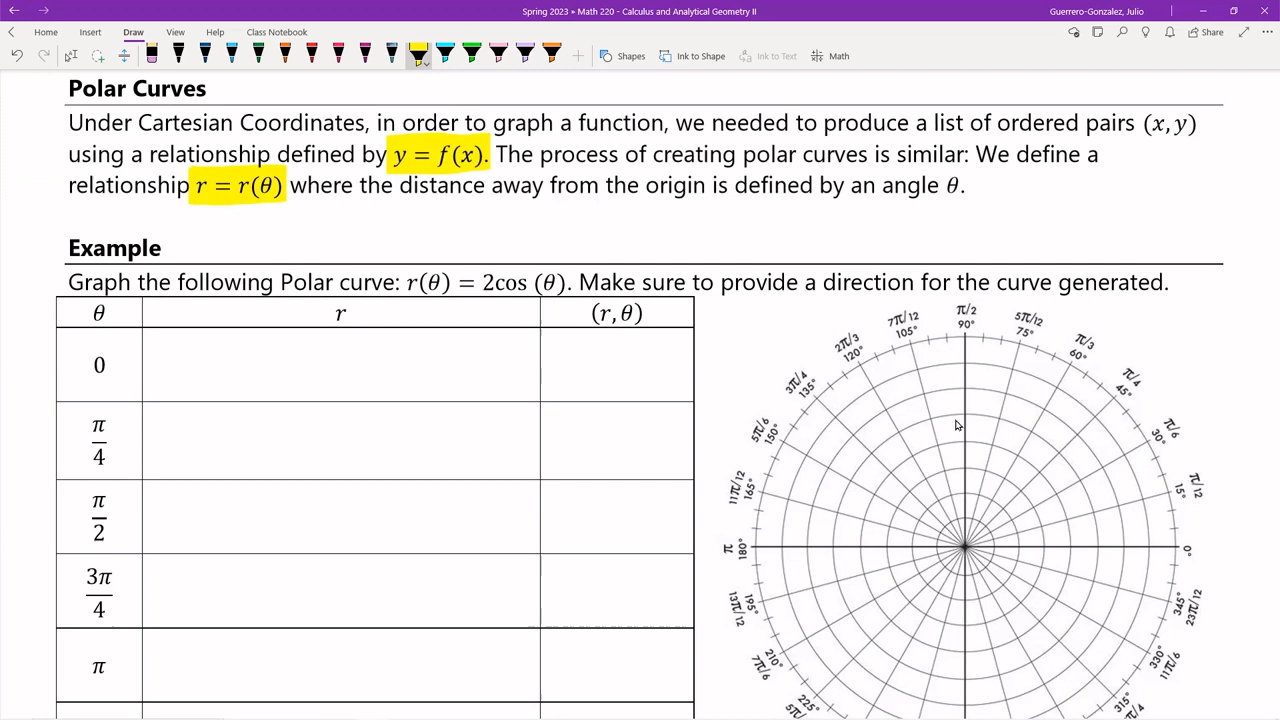 Spring 2023 » Math 220 - Calculus and Analytical Geometry II
Guerrero-Gonzalez, Julio
Home Insert Draw View Help Class Notebook
Share
Shapes Ink to Shape Ink to Text Math
Polar Curves
Under Cartesian Coordinates, in order to graph a function, we needed to produce a list of ordered pairs (x, y)
using a relationship defined by y = f(x). The process of creating polar curves is similar: We define a
relationship r = r(θ) where the distance away from the origin is defined by an angle θ.
Example
Graph the following Polar curve: r(θ) = 2cos (θ). Make sure to provide a direction for the curve generated.
θ r (r, θ)
0
π/4
π/2
3π/4
π
π/2
90°
5π/12
75°
π/3
60°
π/4
45°
π/6
30°
π/12
15°
0°
345°
23π/12
330°
11π/6
315°
7π/12
105°
2π/3
120°
3π/4
135°
5π/6
150°
11π/12
165°
π
180°
13π/12
195°
7π/6
210°
225°